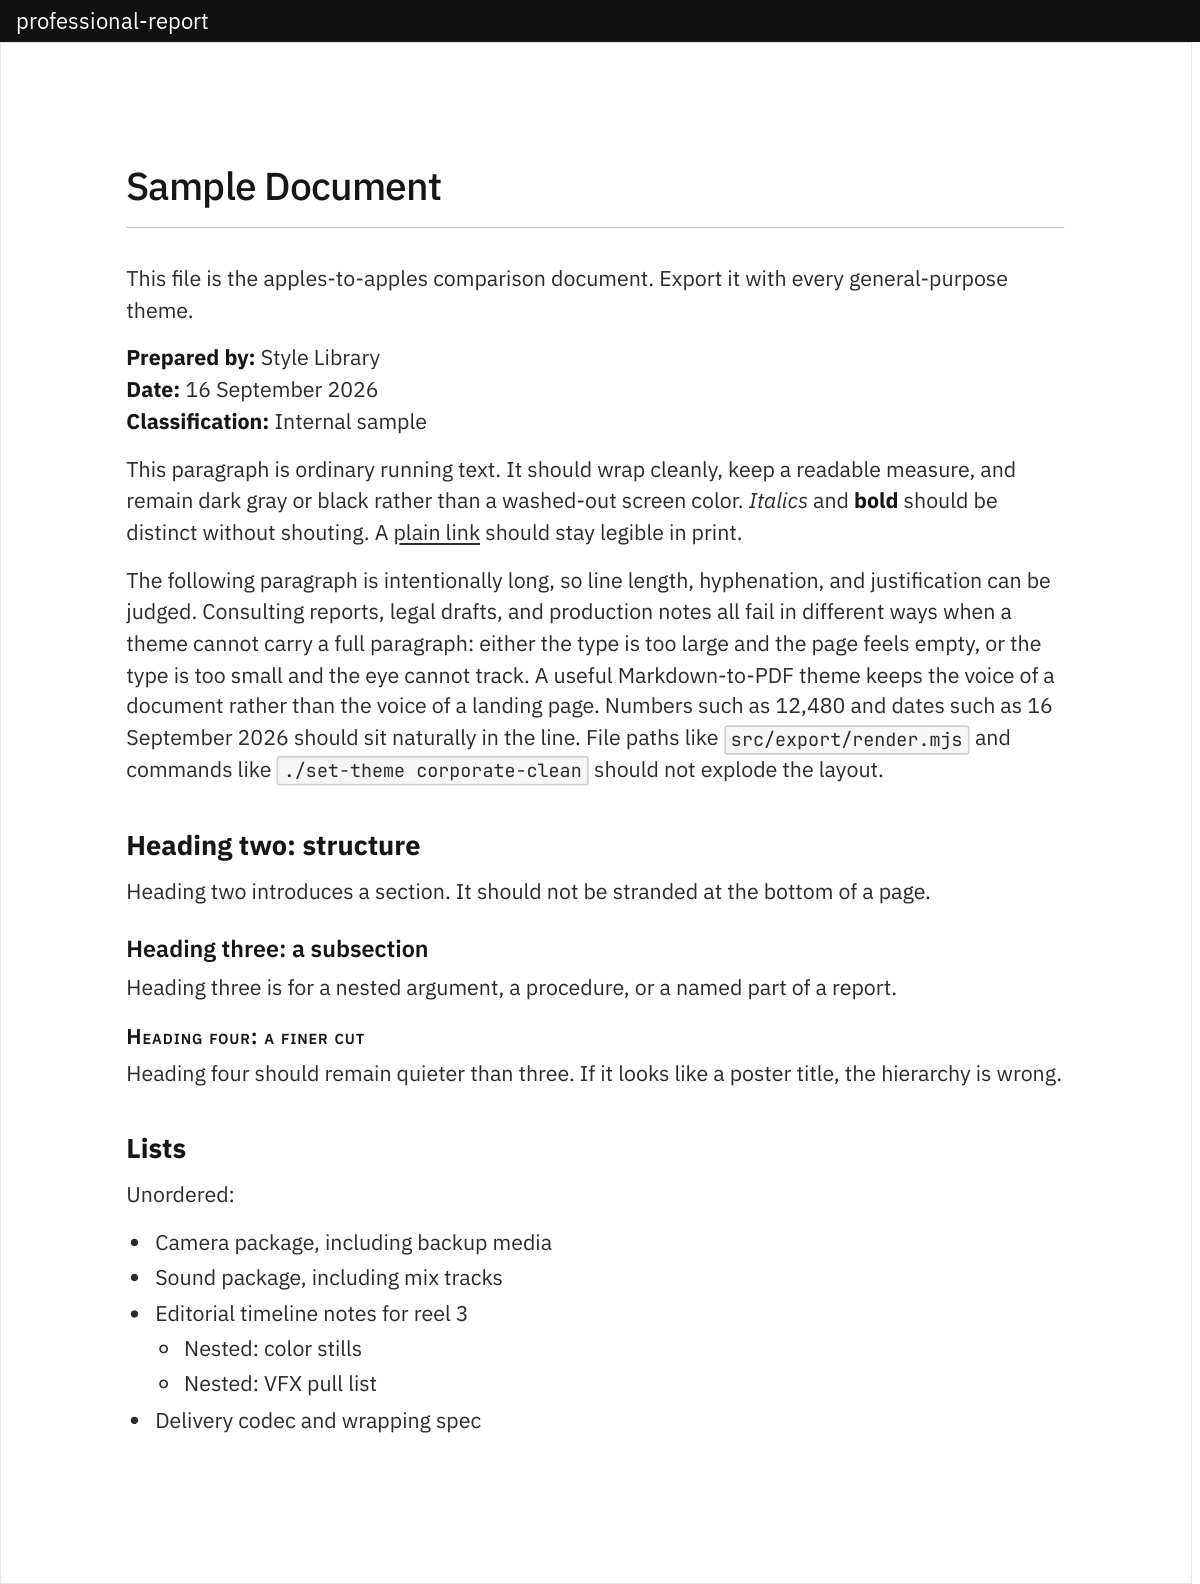 professional-report
Sample Document
This file is the apples-to-apples comparison document. Export it with every general-purpose
theme.
Prepared by: Style Library
Date: 16 September 2026
Classification: Internal sample
This paragraph is ordinary running text. It should wrap cleanly, keep a readable measure, and
remain dark gray or black rather than a washed-out screen color. Italics and bold should be
distinct without shouting. A plain link should stay legible in print.
The following paragraph is intentionally long, so line length, hyphenation, and justification can be
judged. Consulting reports, legal drafts, and production notes all fail in different ways when a
theme cannot carry a full paragraph: either the type is too large and the page feels empty, or the
type is too small and the eye cannot track. A useful Markdown-to-PDF theme keeps the voice of a
document rather than the voice of a landing page. Numbers such as 12,480 and dates such as 16
September 2026 should sit naturally in the line. File paths like src/export/render.mjs and
commands like ./set-theme corporate-clean should not explode the layout.
Heading two: structure
Heading two introduces a section. It should not be stranded at the bottom of a page.
Heading three: a subsection
Heading three is for a nested argument, a procedure, or a named part of a report.
Heading four: a finer cut
Heading four should remain quieter than three. If it looks like a poster title, the hierarchy is wrong.
Lists
Unordered:
• Camera package, including backup media
• Sound package, including mix tracks
• Editorial timeline notes for reel 3
◦ Nested: color stills
◦ Nested: VFX pull list
• Delivery codec and wrapping spec